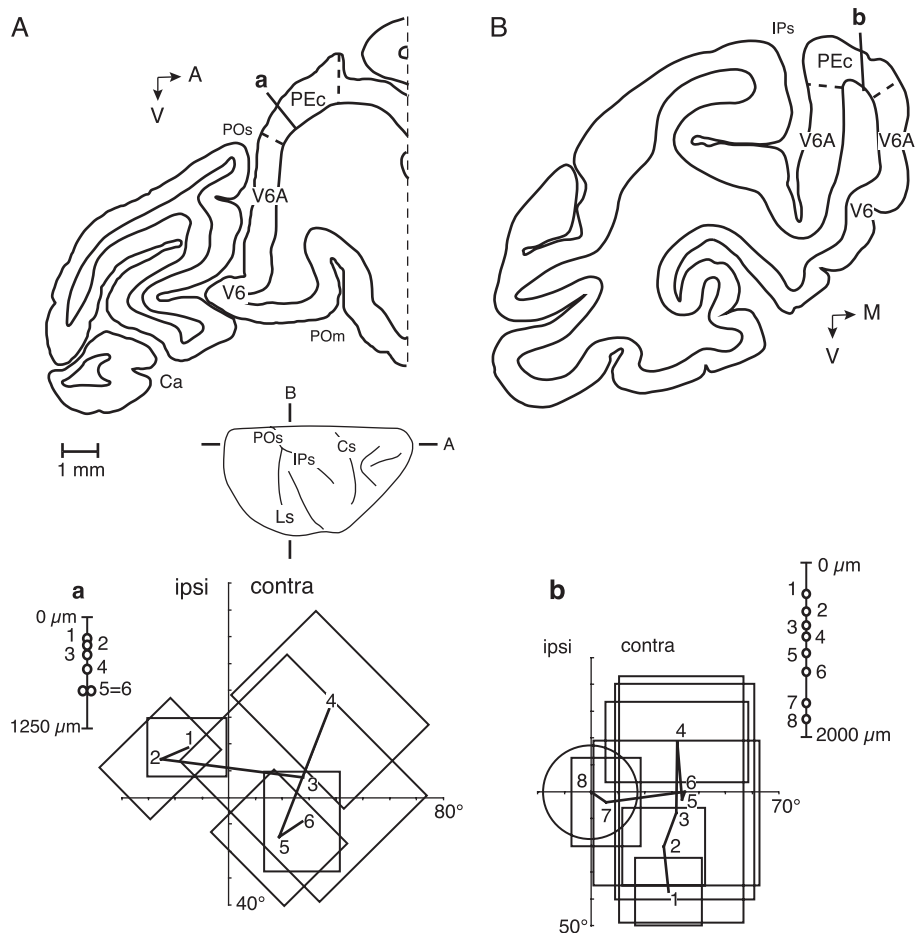 A
B
IPs
b
A
V
a
PEc
PEc
POs
V6A
V6A
V6A
V6
V6
POm
M
V
Ca
B
1 mm
POs
IPs
Cs
A
Ls
a
0 µm
1
2
3
4
5=6
1250 µm
ipsi
contra
1
2
3
4
5
6
80°
40°
b
ipsi
contra
4
8
6
5
7
3
2
1
70°
50°
0 µm
1
2
3
4
5
6
7
8
2000 µm